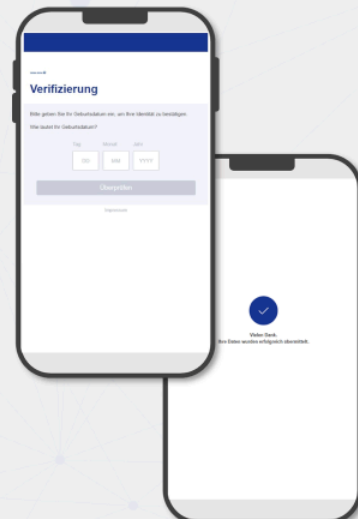 Verifizierung
Bitte geben Sie Ihr Geburtsdatum ein, um Ihre Identität zu bestätigen.
Wie lautet Ihr Geburtsdatum?
Tag Monat Jahr
DD MM YYYY
Überprüfen
Impressum
Vielen Dank.
Ihre Daten wurden erfolgreich übermittelt.